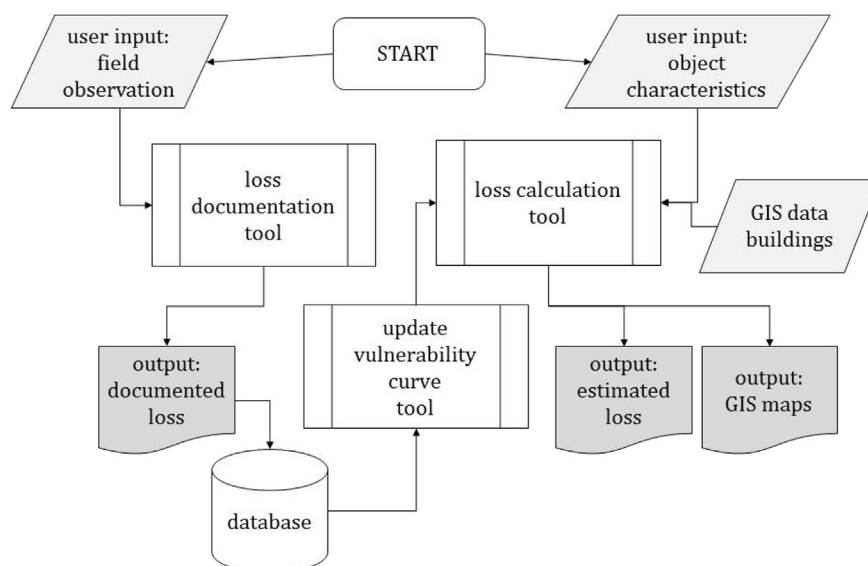 user input:
field
observation
START
user input:
object
characteristics
loss
documentation
tool
loss calculation
tool
GIS data
buildings
update
vulnerability
curve
tool
output:
documented
loss
output:
estimated
loss
output:
GIS maps
database